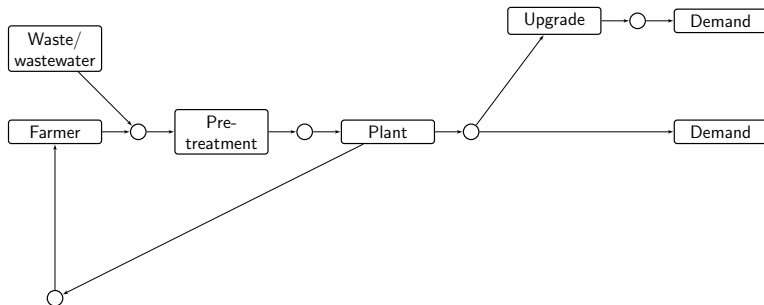 Upgrade
Demand
Waste/
wastewater
Farmer
Pre-
treatment
Plant
Demand